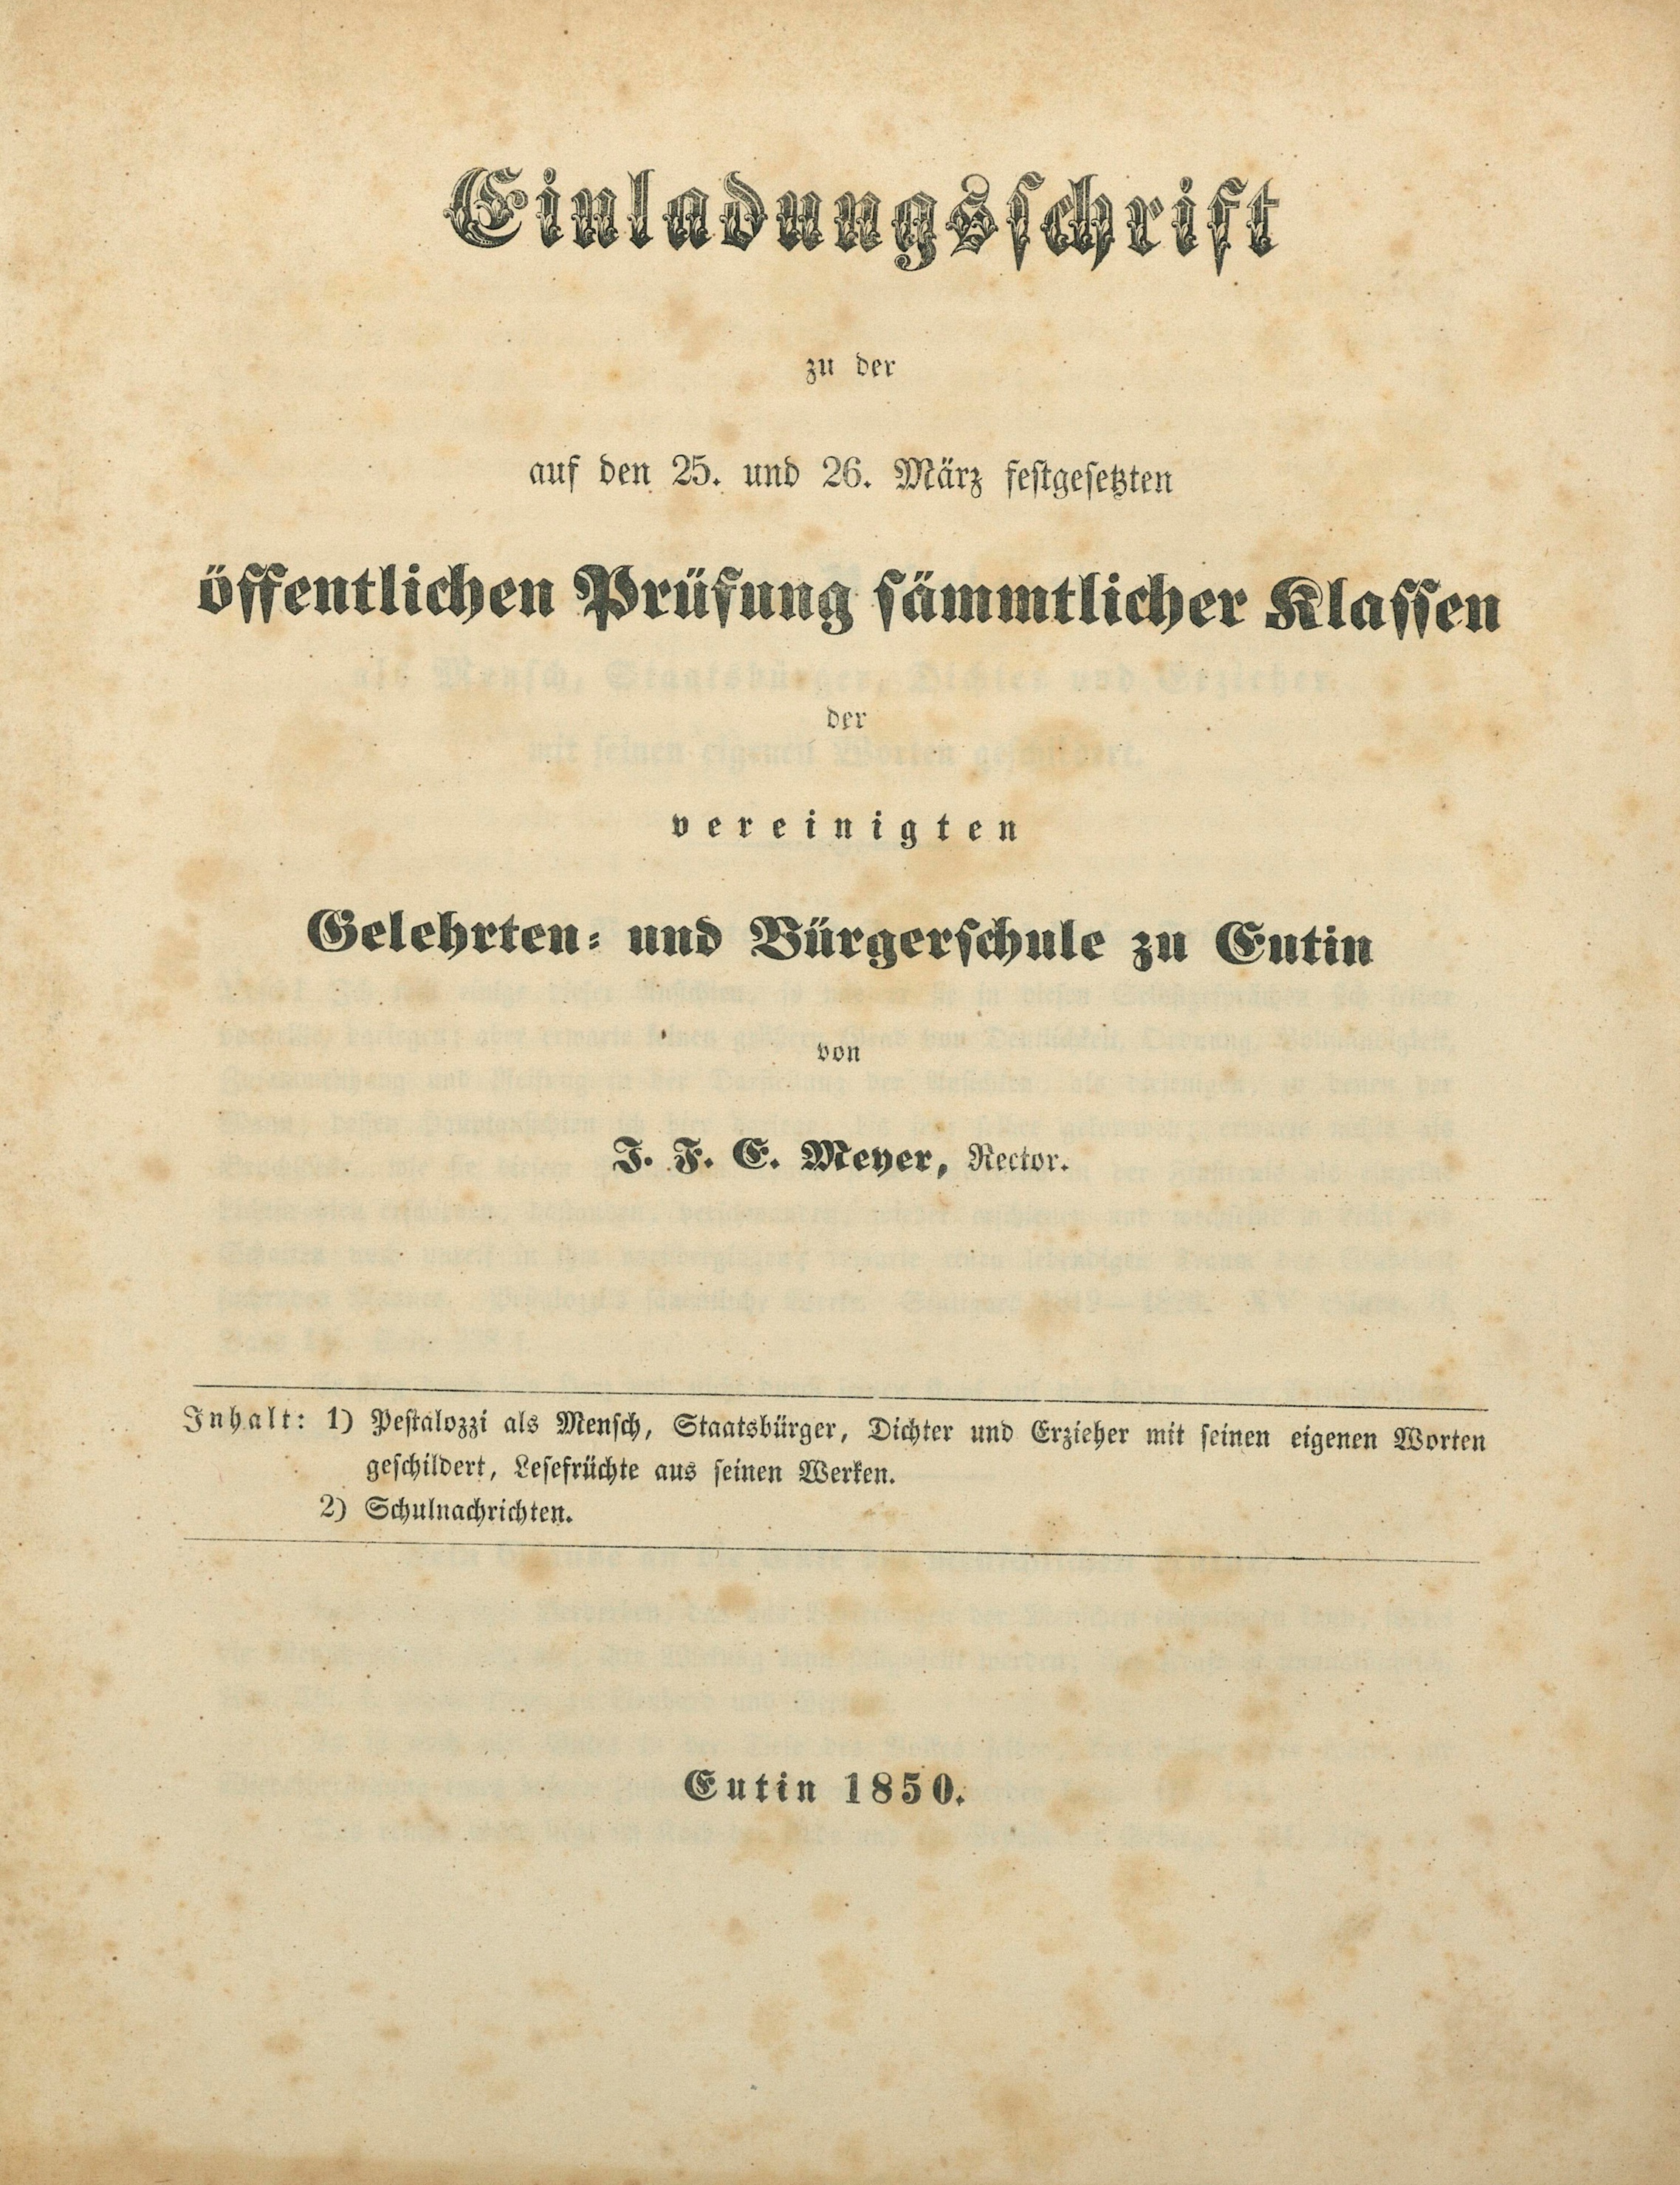 Einladungsschrift
zu der
auf den 25. und 26. März festgesetzten
öffentlichen Prüfung sämmtlicher Klassen
der
vereinigten
Gelehrten- und Bürgerschule zu Eutin
von
J. F. E. Meyer, Rector.
Inhalt: 1) Pestalozzi als Mensch, Staatsbürger, Dichter und Erzieher mit seinen eigenen Worten
geschildert, Lesefrüchte aus seinen Werken.
2) Schulnachrichten.
Eutin 1850.